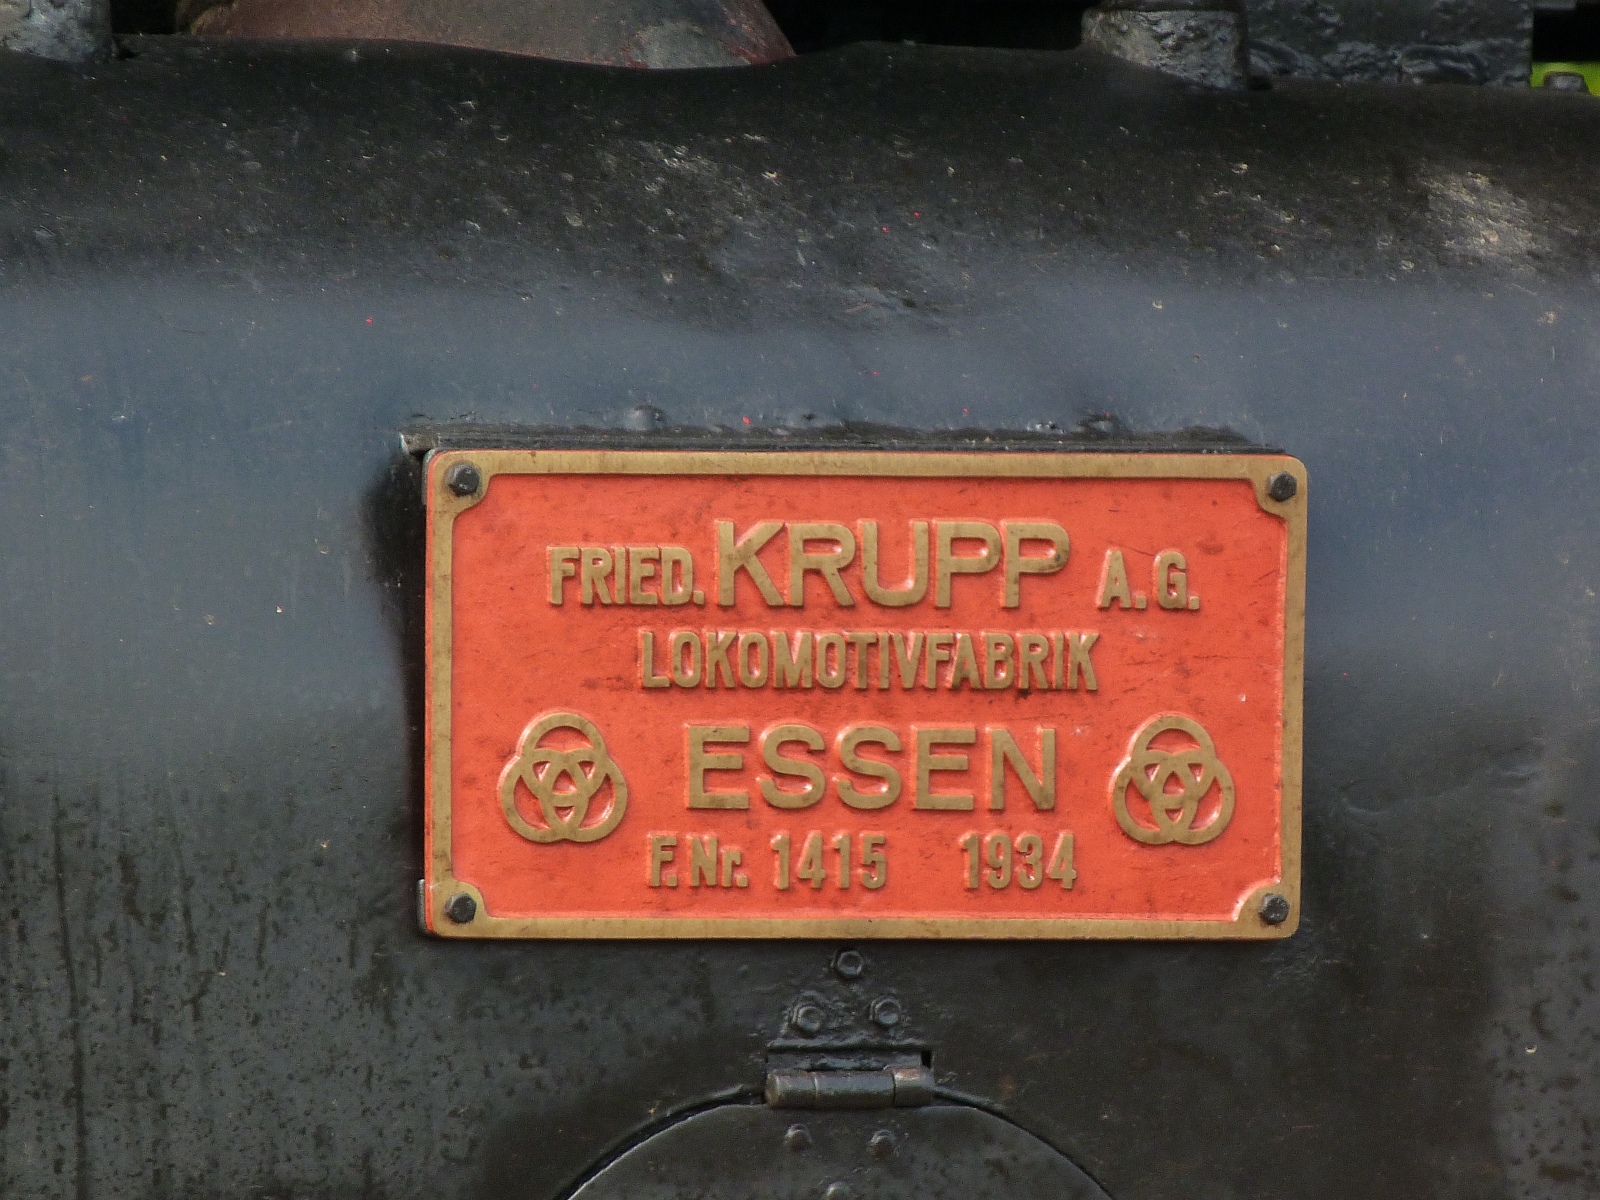 FRIED. KRUPP A.G.
LOKOMOTIVFABRIK
ESSEN
F.Nr. 1415 1934